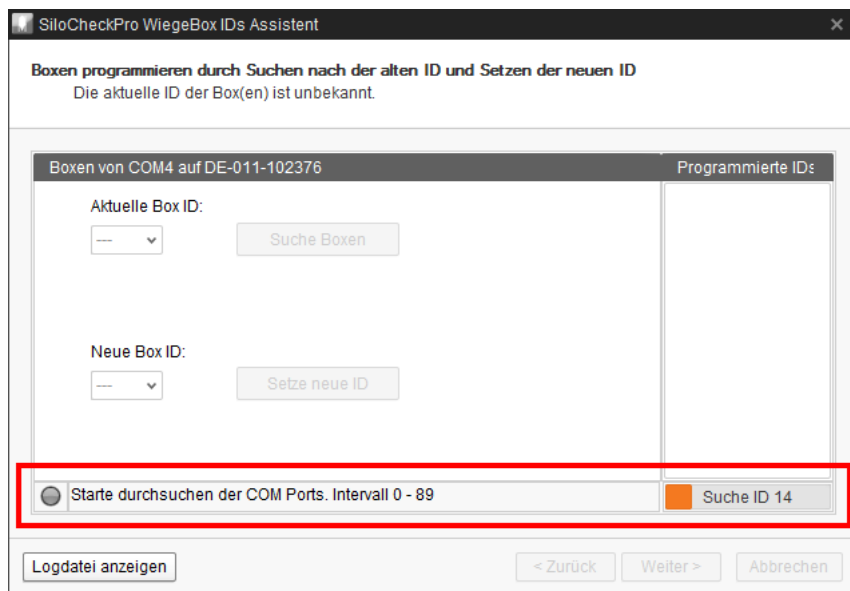 SiloCheckPro WiegeBox IDs Assistent
Boxen programmieren durch Suchen nach der alten ID und Setzen der neuen ID
Die aktuelle ID der Box(en) ist unbekannt.
Boxen von COM4 auf DE-011-102376
Programmierte IDs
Aktuelle Box ID:
--- Suche Boxen
Neue Box ID:
--- Setze neue ID
Starte durchsuchen der COM Ports. Intervall 0 - 89
Suche ID 14
Logdatei anzeigen
< Zurück
Weiter >
Abbrechen